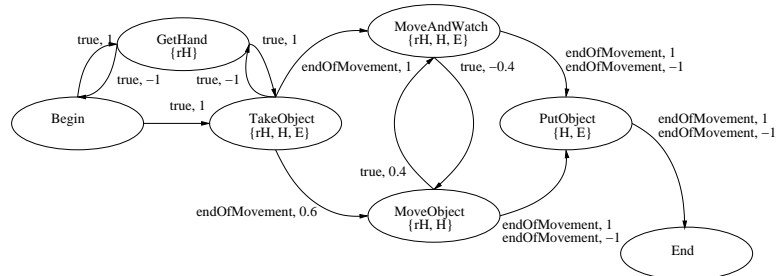 true, 1
GetHand
{rH}
true, 1
true, −1
true, −1
MoveAndWatch
{rH, H, E}
endOfMovement, 1
true, −0.4
endOfMovement, 1
endOfMovement, −1
Begin
true, 1
TakeObject
{rH, H, E}
PutObject
{H, E}
endOfMovement, 1
endOfMovement, −1
true, 0.4
endOfMovement, 0.6
MoveObject
{rH, H}
endOfMovement, 1
endOfMovement, −1
End